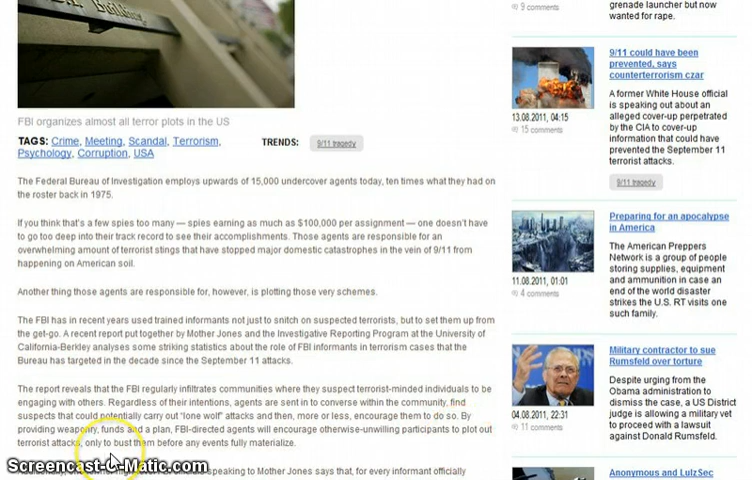 FBI organizes almost all terror plots in the US
TAGS: Crime, Meeting, Scandal, Terrorism,
Psychology, Corruption, USA
TRENDS: 9/11 tragedy
The Federal Bureau of Investigation employs upwards of 15,000 undercover agents today, ten times what they had on
the roster back in 1975.
If you think that's a few spies too many — spies earning as much as $100,000 per assignment — one doesn't have
to go too deep into their track record to see their accomplishments. Those agents are responsible for an
overwhelming amount of terrorist stings that have stopped major domestic catastrophes in the vein of 9/11 from
happening on American soil.
Another thing those agents are responsible for, however, is plotting those very schemes.
The FBI has in recent years used trained informants not just to snitch on suspected terrorists, but to set them up from
the get-go. A recent report put together by Mother Jones and the Investigative Reporting Program at the University of
California-Berkley analyses some striking statistics about the role of FBI informants in terrorism cases that the
Bureau has targeted in the decade since the September 11 attacks.
The report reveals that the FBI regularly infiltrates communities where they suspect terrorist-minded individuals to be
engaging with others. Regardless of their intentions, agents are sent in to converse within the community, find
suspects that could potentially carry out "lone wolf" attacks and then, more or less, encourage them to do so. By
providing weaponry, funds and a plan, FBI-directed agents will encourage otherwise-unwilling participants to plot out
terrorist attacks, only to bust them before any events fully materialize.
speaking to Mother Jones says that, for every informant officially
Screencast-O-Matic.com
9 comments
grenade launcher but now
wanted for rape.
9/11 could have been
prevented, says
counterterrorism czar
13.08.2011, 04:15
15 comments
A former White House official
is speaking out about an
alleged cover-up perpetrated
by the CIA to cover-up
information that could have
prevented the September 11
terrorist attacks.
9/11 tragedy
Preparing for an apocalypse
in America
11.08.2011, 01:01
4 comments
The American Preppers
Network is a group of people
storing supplies, equipment
and ammunition in case an
end of the world disaster
strikes the U.S. RT visits one
such family.
Military contractor to sue
Rumsfeld over torture
04.08.2011, 22:31
11 comments
Despite urging from the
Obama administration to
dismiss the case, a US District
judge is allowing a military vet
to proceed with a lawsuit
against Donald Rumsfeld.
Anonymous and LulzSec